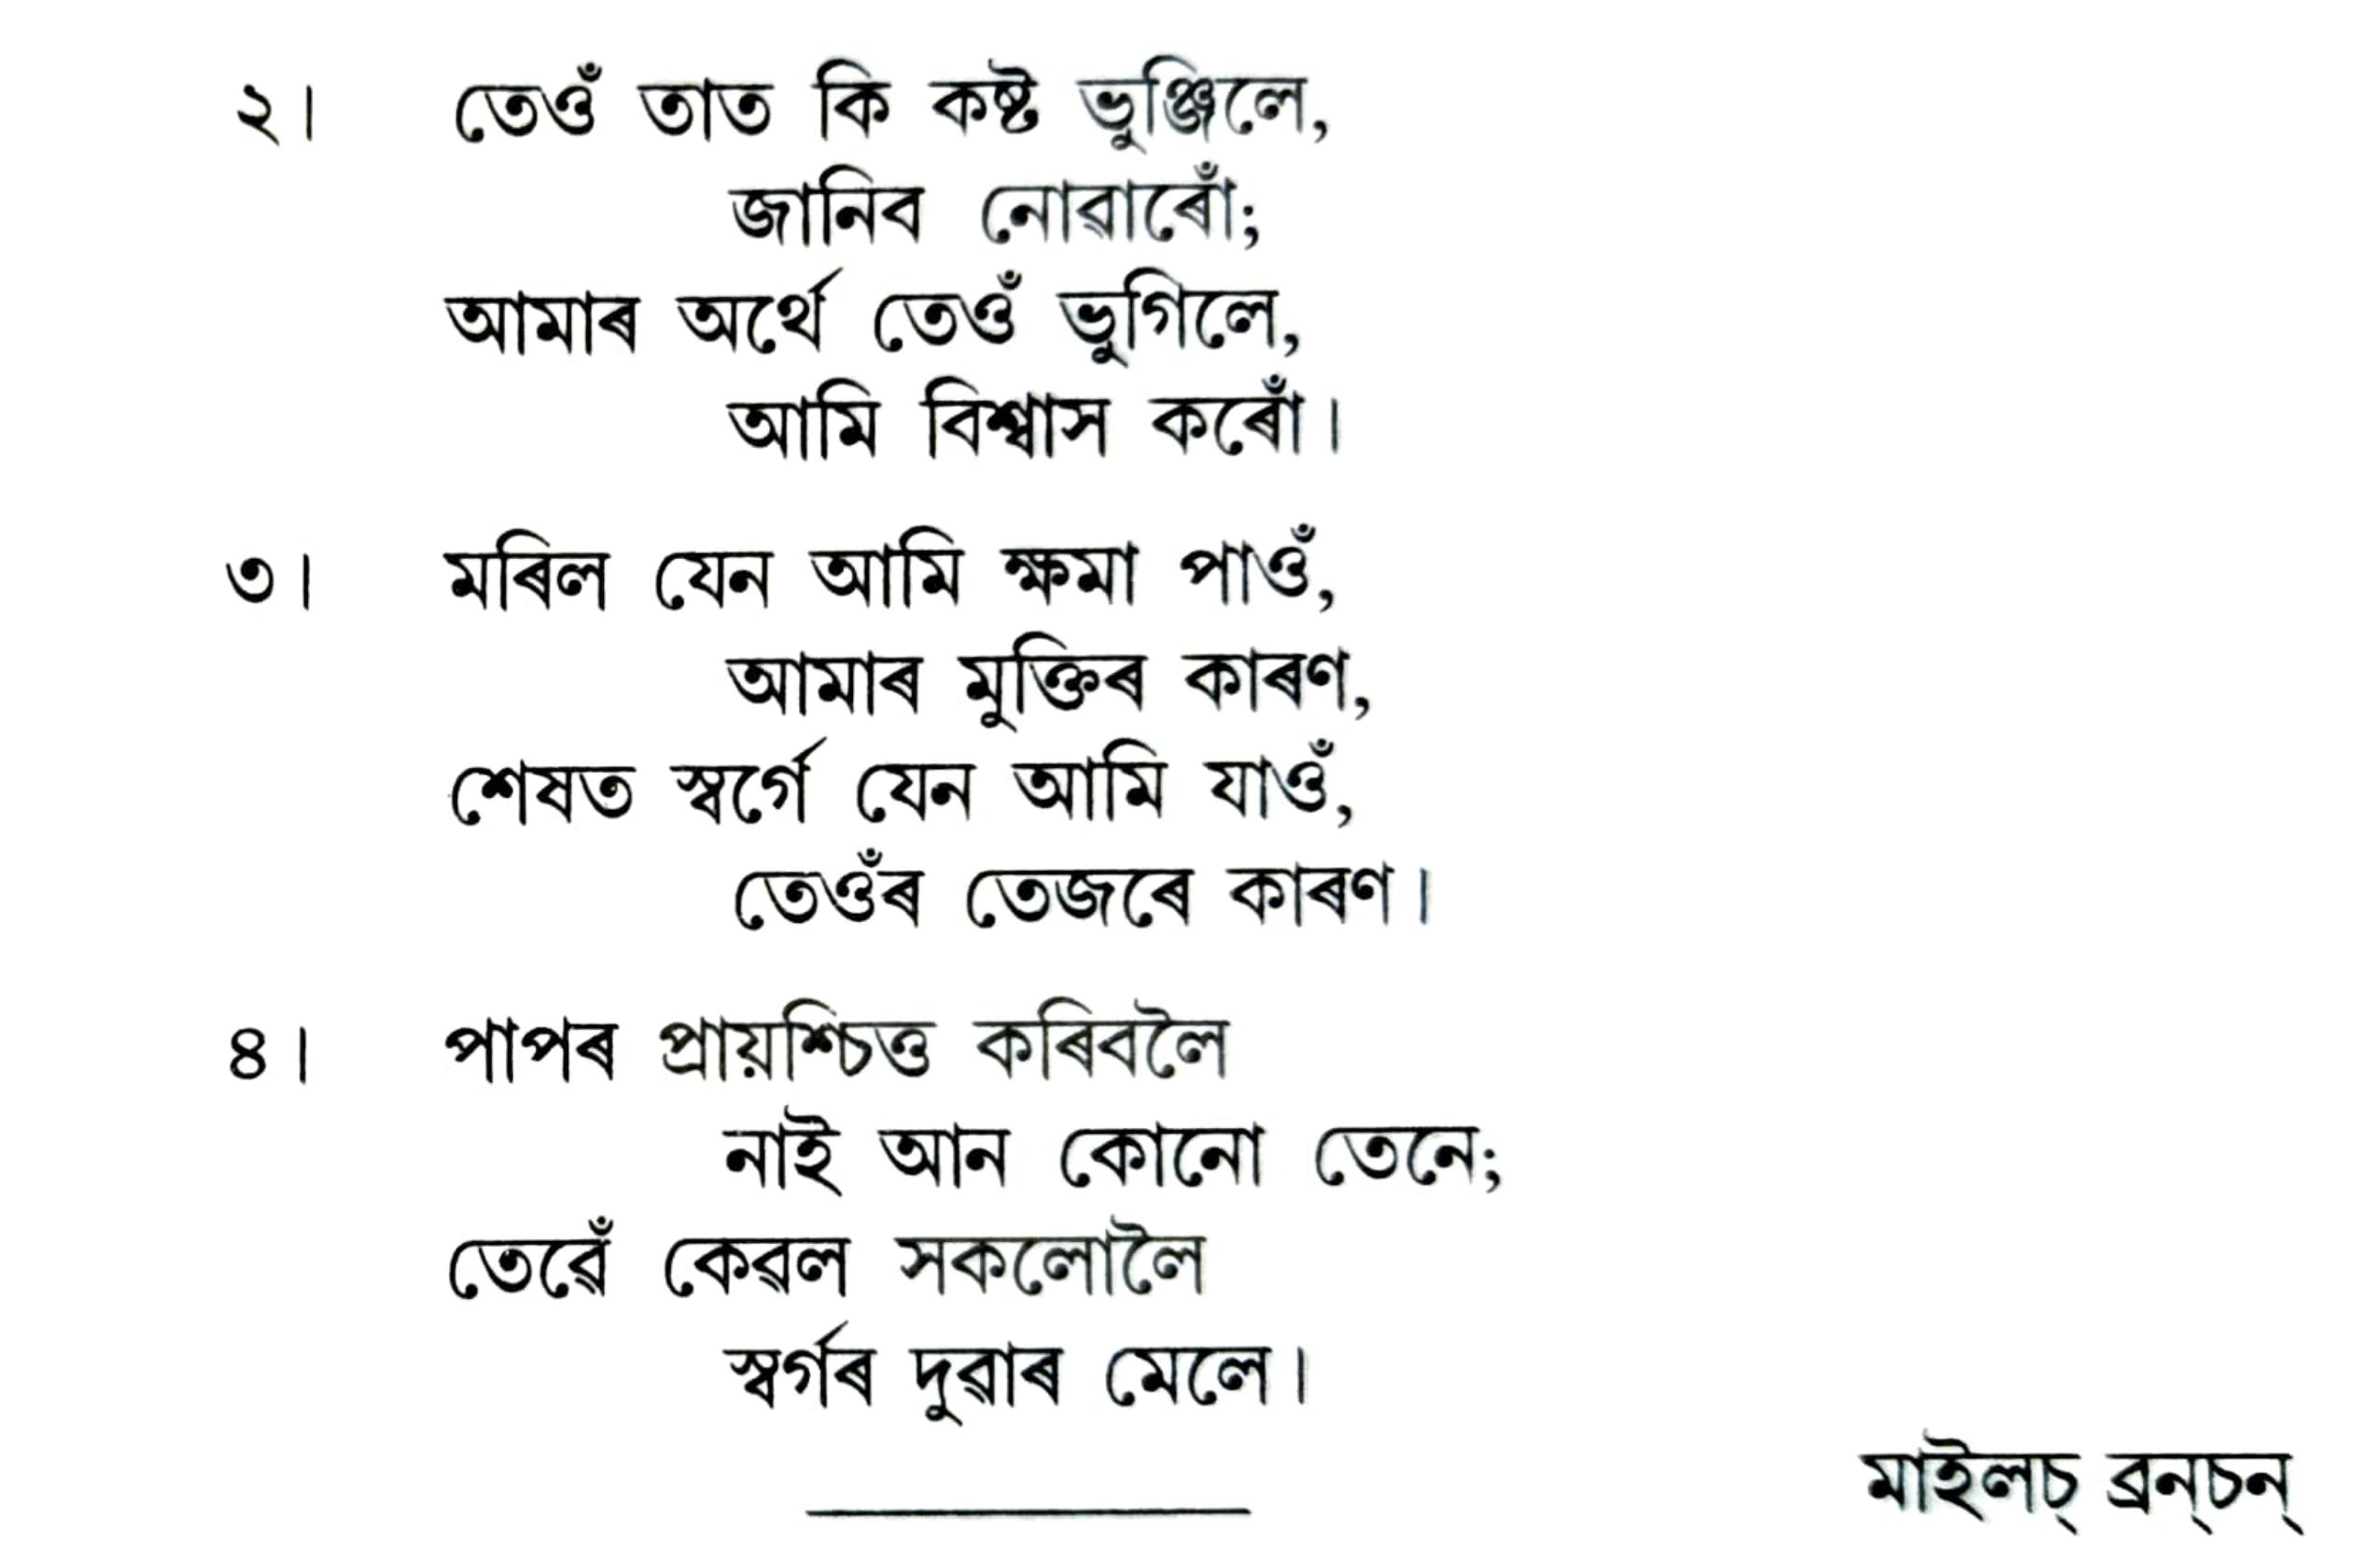 ২।	তেওঁ তাত কি কষ্ট ভুঞ্জিলে,
জানিব নোৱাৰোঁ;
আমাৰ অৰ্থে তেওঁ ভুগিলে,
আমি বিশ্বাস কৰোঁ।
৩।	মৰিল যেন আমি ক্ষমা পাওঁ,
আমাৰ মুক্তিৰ কাৰণ,
শেষত স্বৰ্গে যেন আমি যাওঁ,
তেওঁৰ তেজৰে কাৰণ।
৪।	পাপৰ প্ৰায়শ্চিত্ত কৰিবলৈ
নাই আন কোনো তেনে;
তেৱেঁ কেৱল সকলোলৈ
স্বৰ্গৰ দুৱাৰ মেলে।
মাইলচ্ ব্ৰন্‌চন্